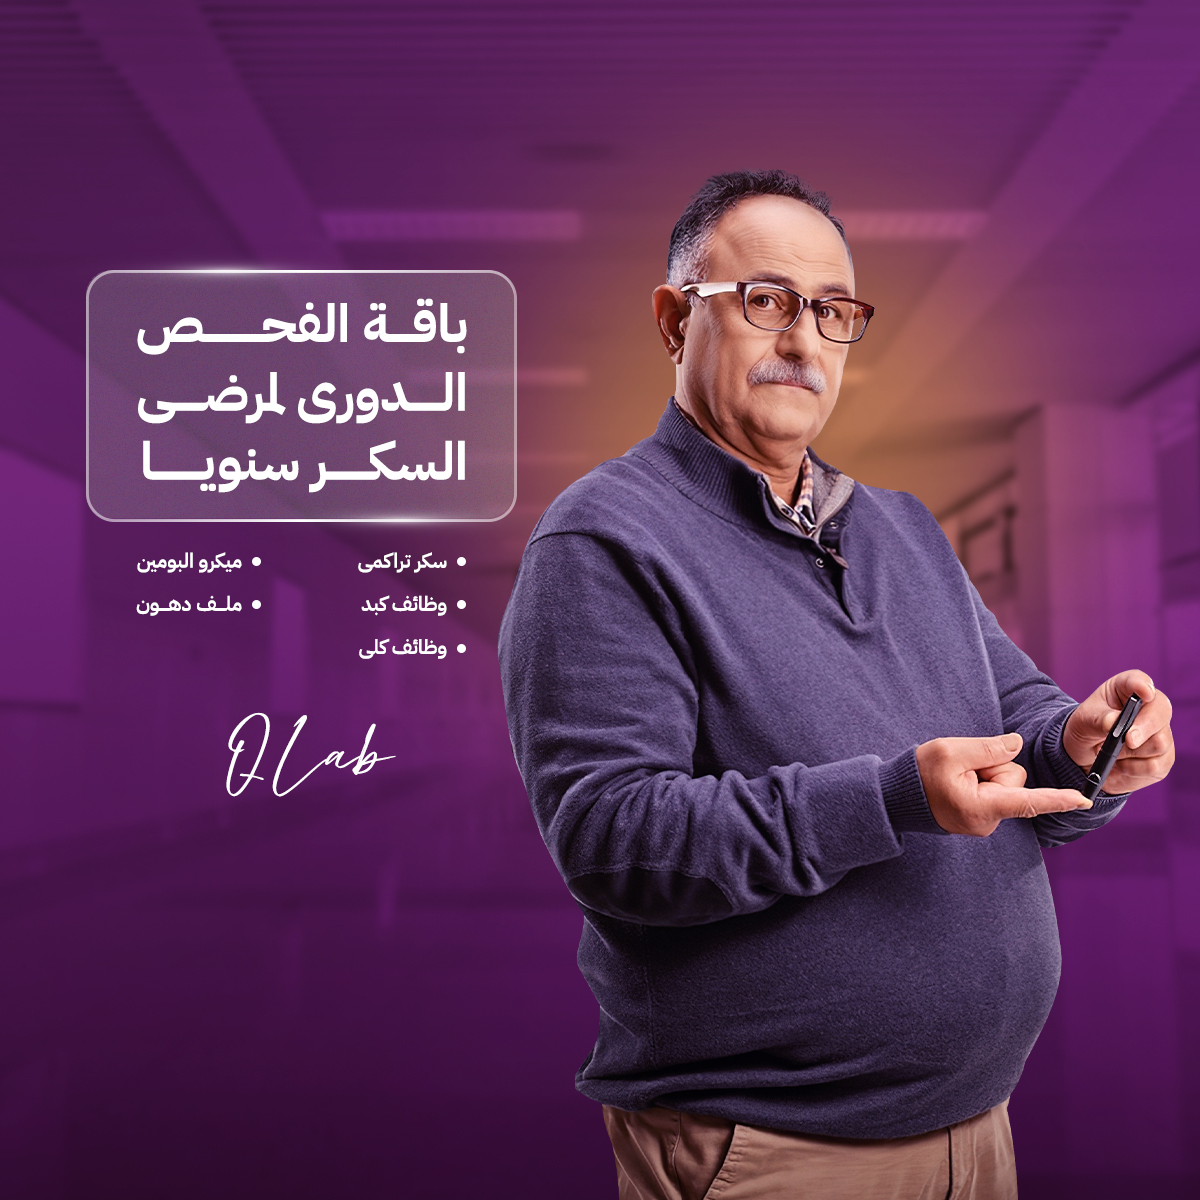 باقة الفحص
الدورى لمرضى
السكر سنويا
سكر تراكمى
وظائف كبد
وظائف كلى
ميكرو البومين
ملف دهون
QLab